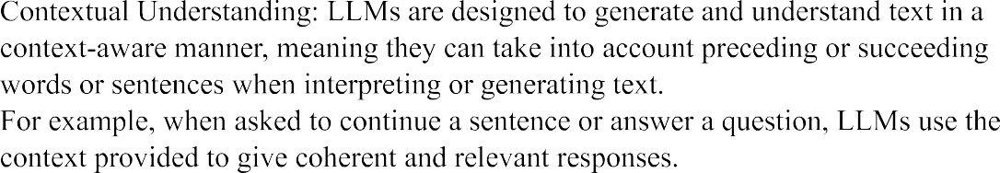 Contextual Understanding: LLMs are designed to generate and understand text in a
context-aware manner, meaning they can take into account preceding or succeeding
words or sentences when interpreting or generating text.
For example, when asked to continue a sentence or answer a question, LLMs use the
context provided to give coherent and relevant responses.